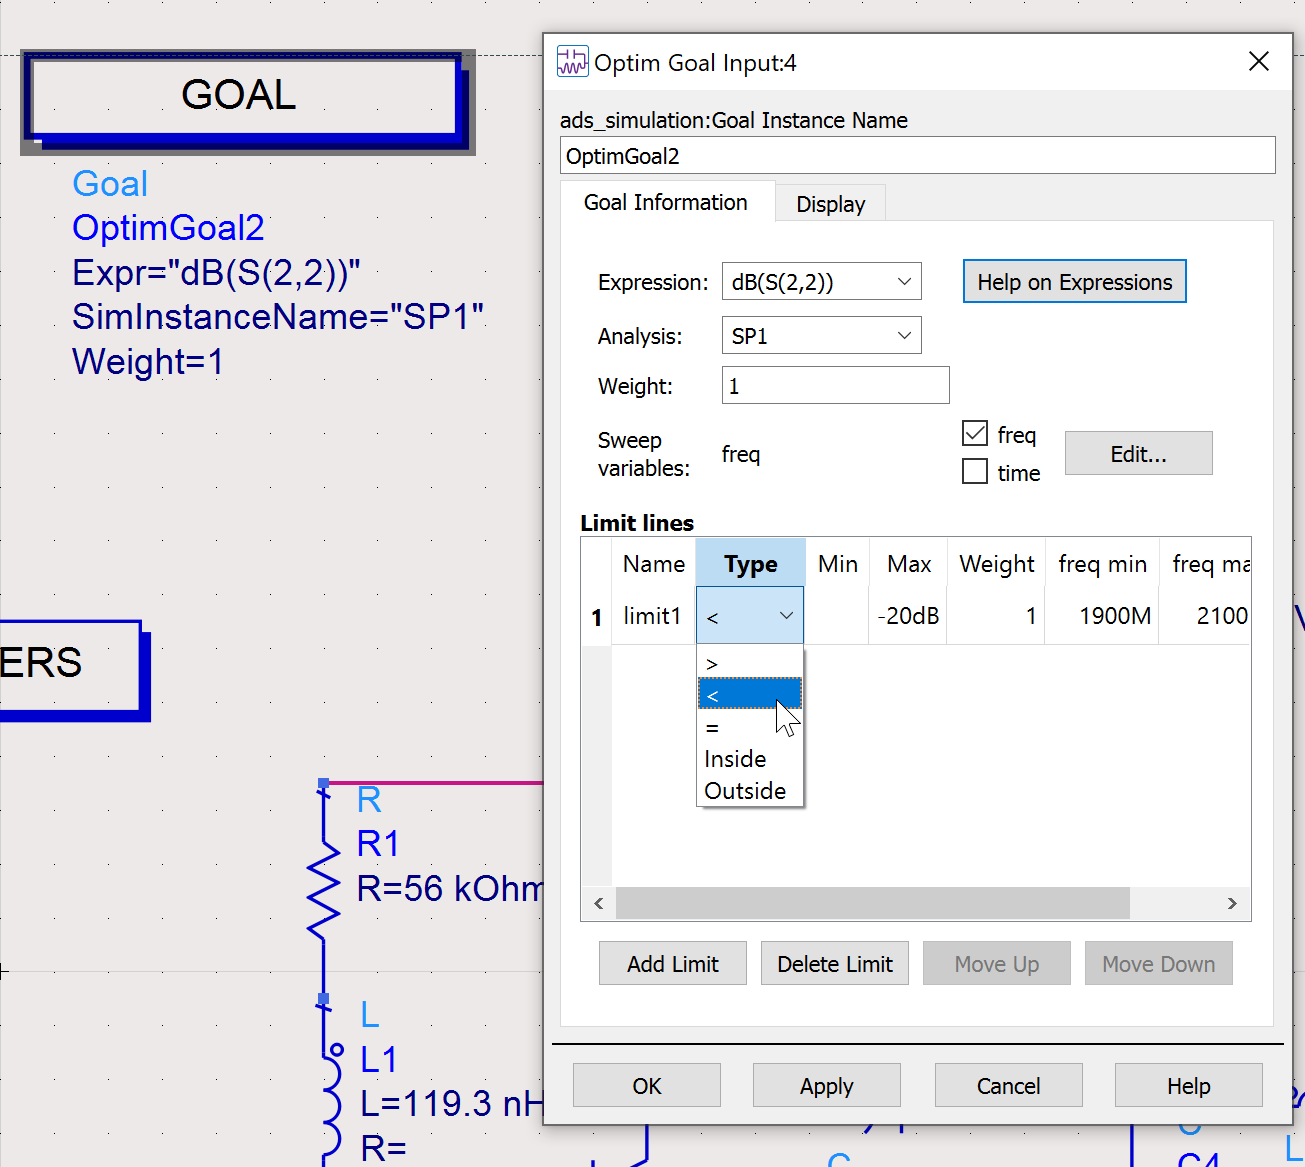 GOAL
Goal
OptimGoal2
Expr="dB(S(2,2))"
SimInstanceName="SP1"
Weight=1
ERS
R
R1
R=56 kOhm
L
L1
L=119.3 nH
R=
Optim Goal Input:4
ads_simulation:Goal Instance Name
OptimGoal2
Goal Information Display
Expression: dB(S(2,2)) Help on Expressions
Analysis: SP1
Weight: 1
Sweep variables: freq
freq
time
Edit...
Limit lines
Name Type Min Max Weight freq min freq ma
1 limit1 < -20dB 1 1900M 2100
>
<
=
Inside
Outside
Add Limit Delete Limit Move Up Move Down
OK Apply Cancel Help
C
C4
L